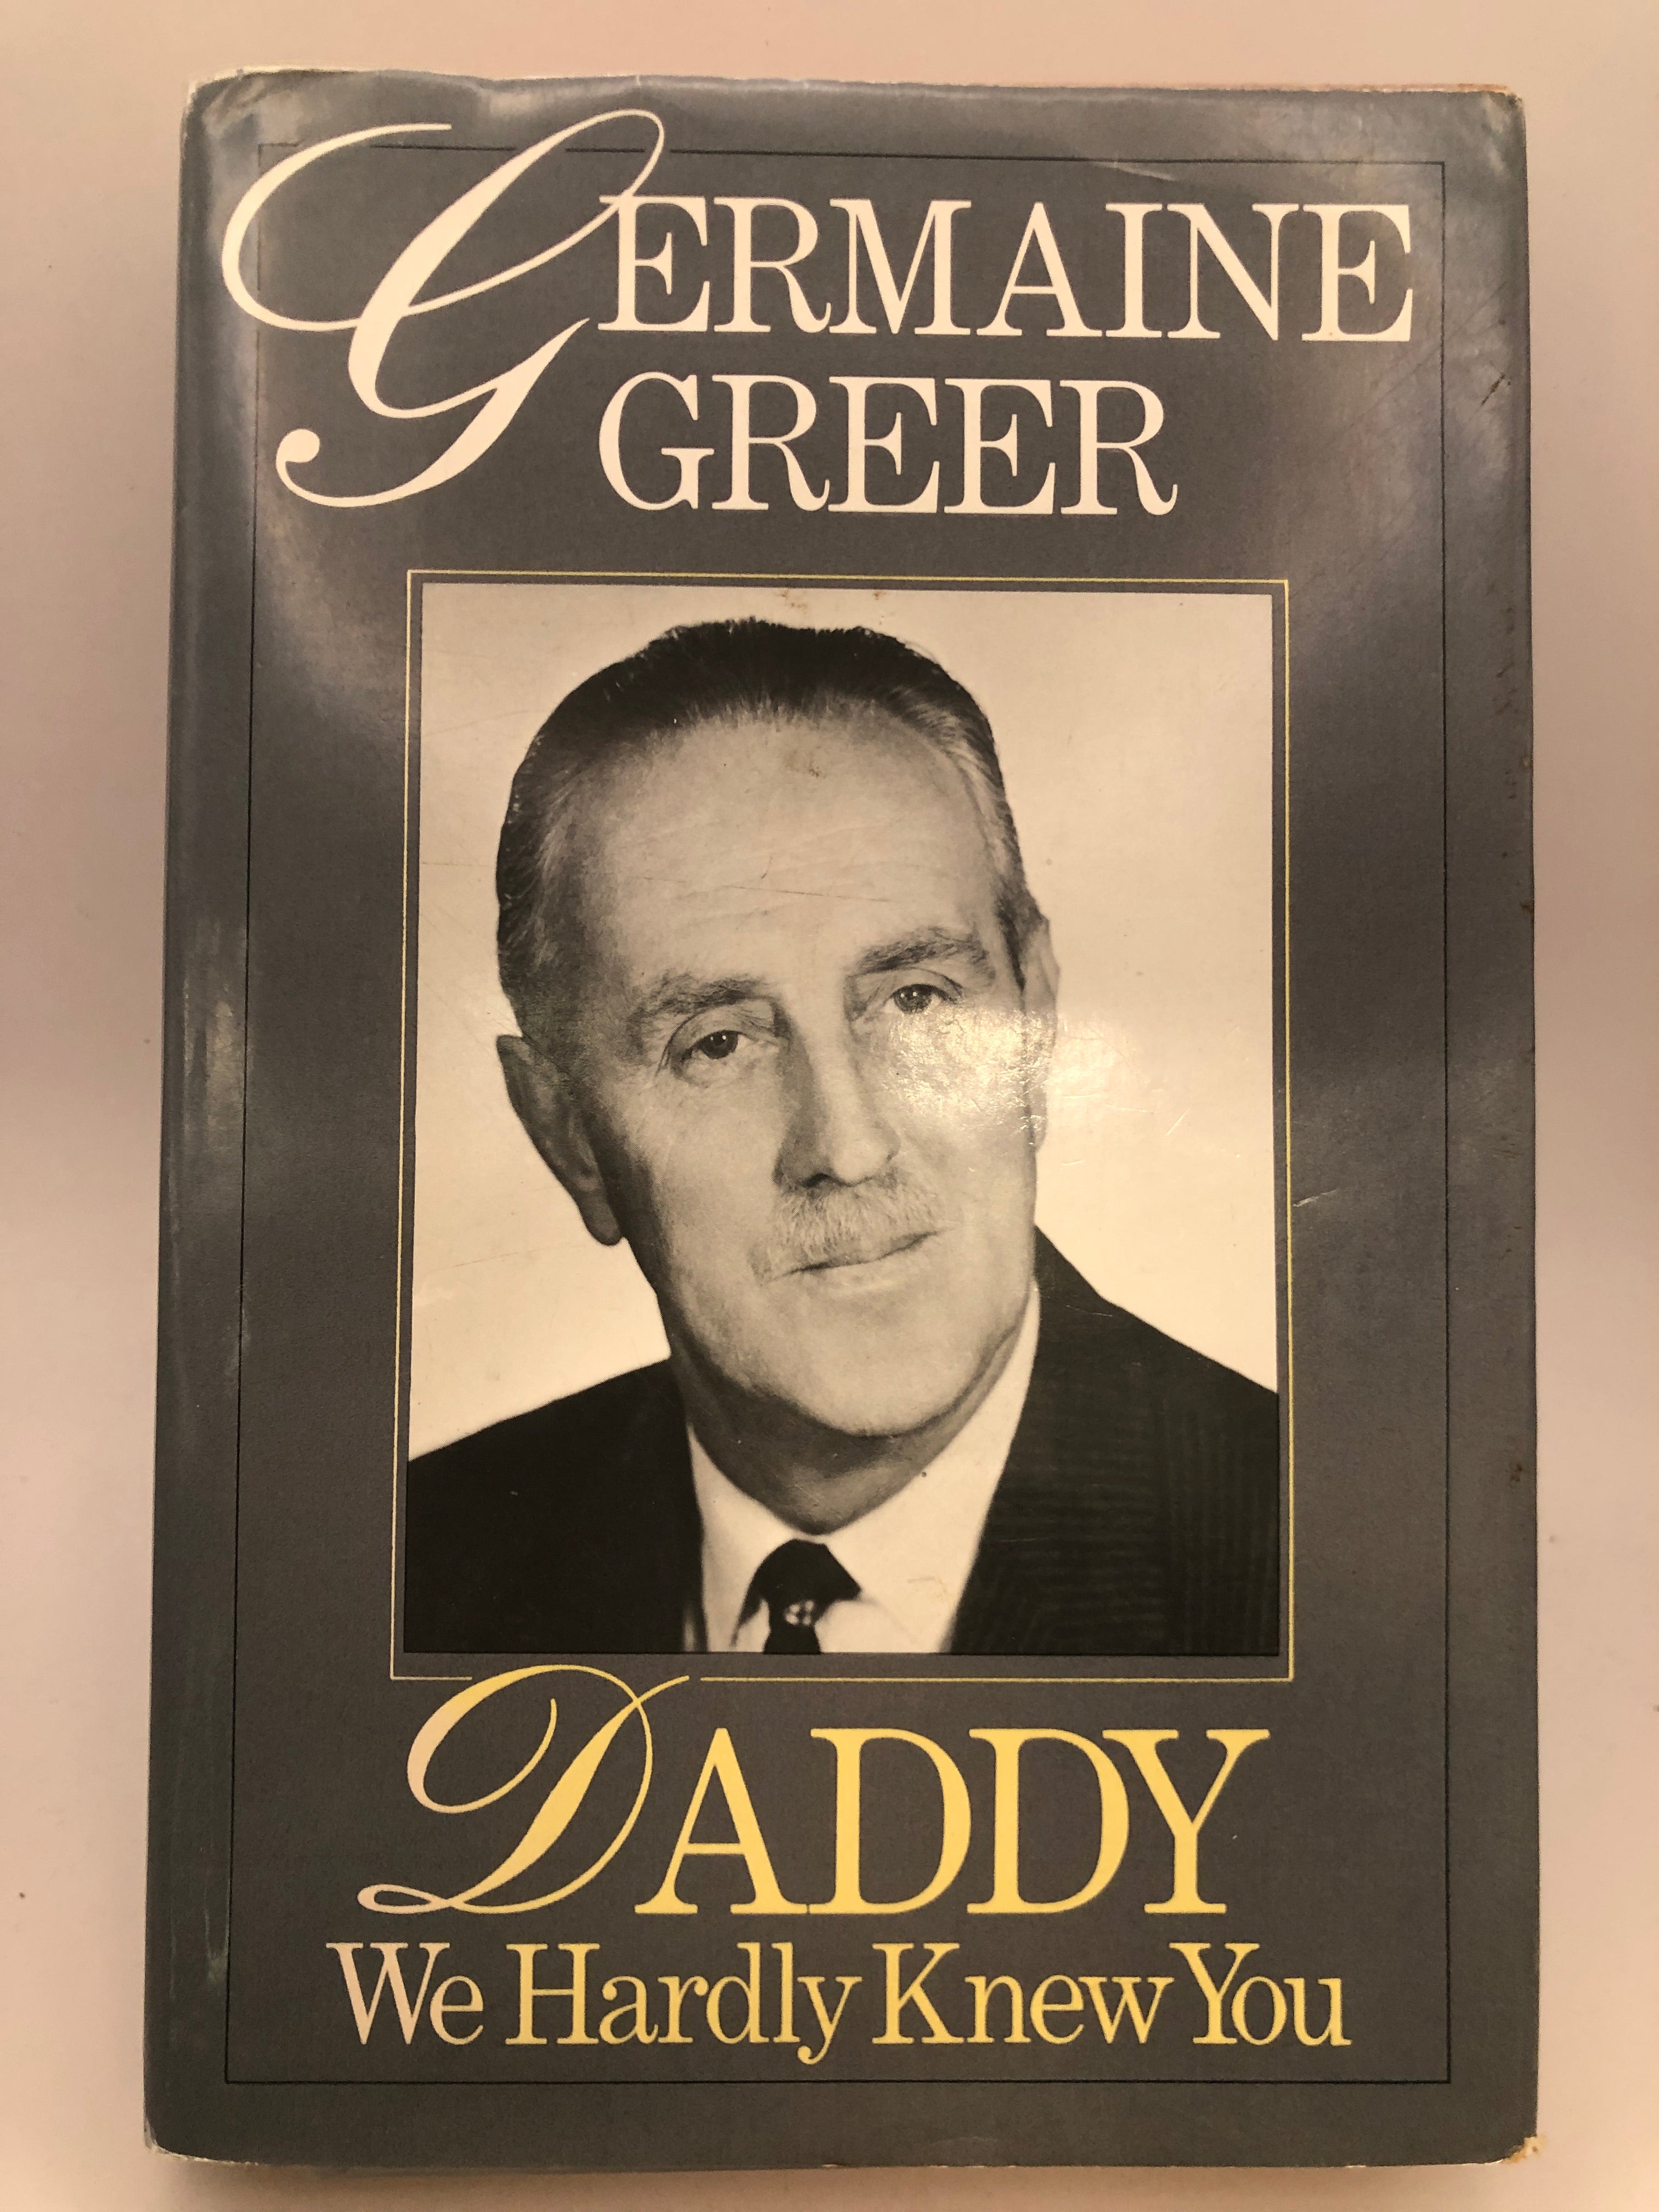 GERMAINE
GREER
DADDY
We Hardly Knew You